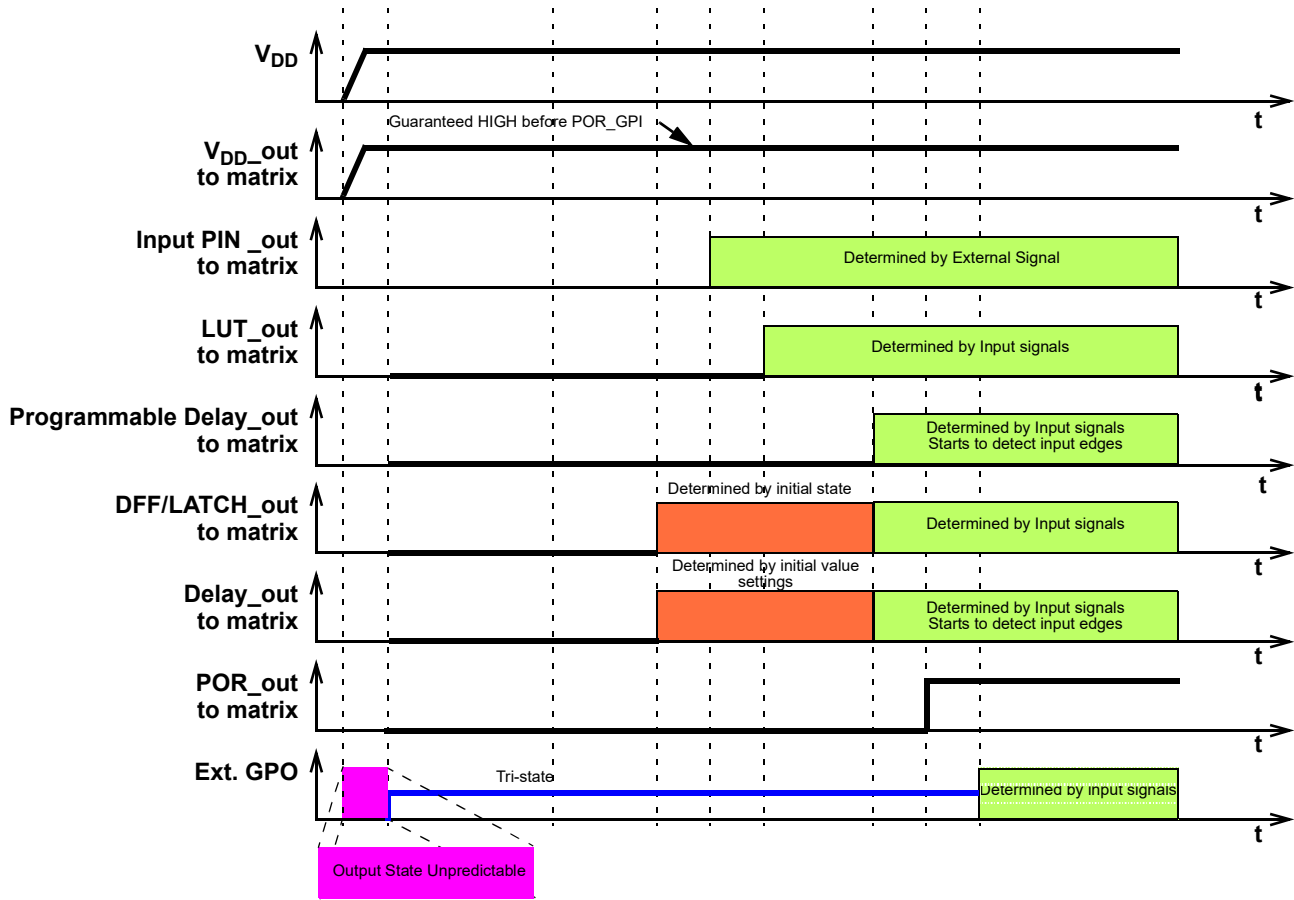 V_DD
t
Guaranteed HIGH before POR_GPI
V_DD_out
to matrix
t
Input PIN _out
to matrix
Determined by External Signal
t
LUT_out
to matrix
Determined by Input signals
t
Programmable Delay_out
to matrix
Determined by Input signals
Starts to detect input edges
t
DFF/LATCH_out
to matrix
Determined by initial state
Determined by Input signals
t
Delay_out
to matrix
Determined by initial value
settings
Determined by Input signals
Starts to detect input edges
t
POR_out
to matrix
t
Ext. GPO
Tri-state
Determined by input signals
t
Output State Unpredictable